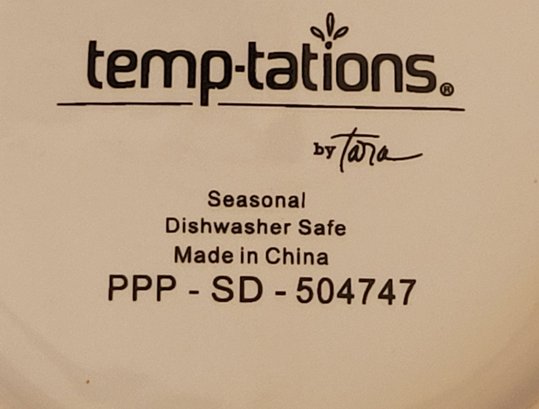 temp-tations®
by Tara
Seasonal
Dishwasher Safe
Made in China
PPP - SD - 504747